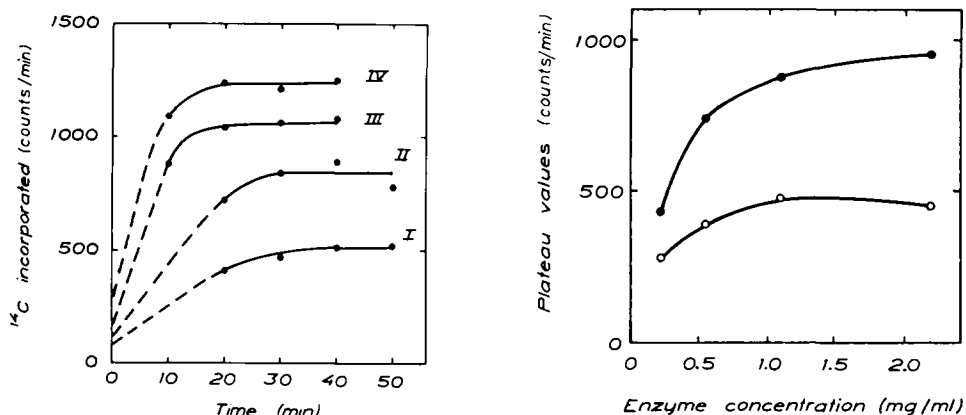 1500
1000
500
0
¹⁴C incorporated (counts/min)
IV
III
II
I
0 10 20 30 40 50
Time (min)
1000
500
0
Plateau values (counts/min)
0 0.5 1.0 1.5 2.0
Enzyme concentration (mg/ml)